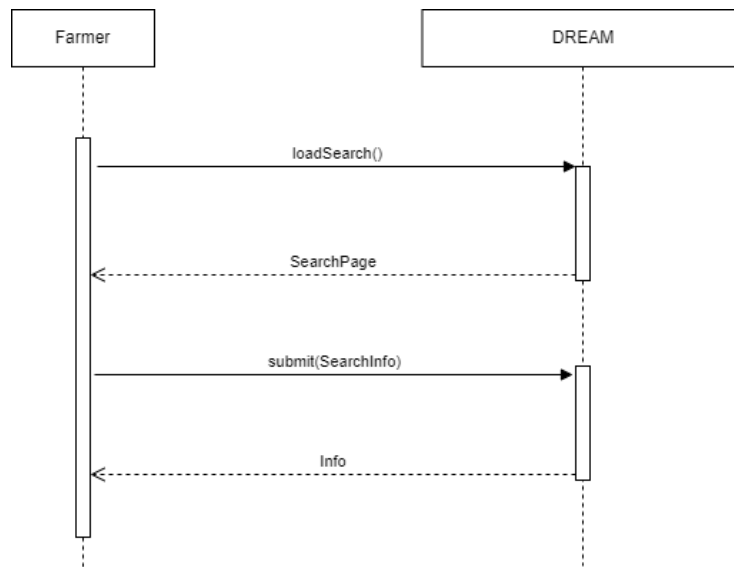 Farmer
DREAM
loadSearch()
SearchPage
submit(SearchInfo)
Info